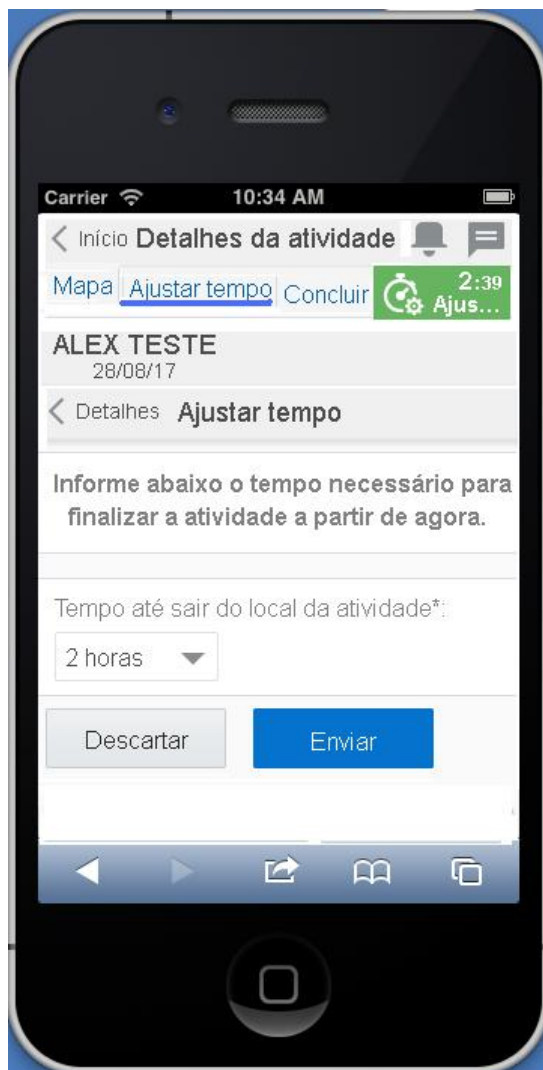 Carrier 10:34 AM
Início Detalhes da atividade
Mapa Ajustar tempo Concluir 2:39 Ajus...
ALEX TESTE
28/08/17
Detalhes Ajustar tempo
Informe abaixo o tempo necessário para
finalizar a atividade a partir de agora.
Tempo até sair do local da atividade*:
2 horas
Descartar Enviar